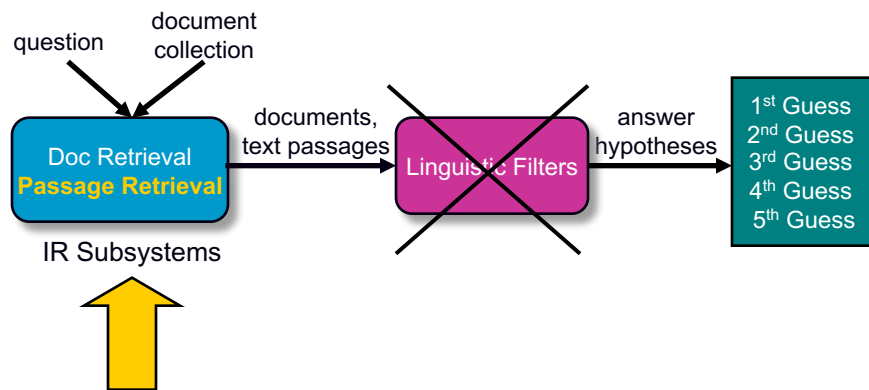 question
document
collection
Doc Retrieval
Passage Retrieval
IR Subsystems
documents,
text passages
Linguistic Filters
answer
hypotheses
1st Guess
2nd Guess
3rd Guess
4th Guess
5th Guess